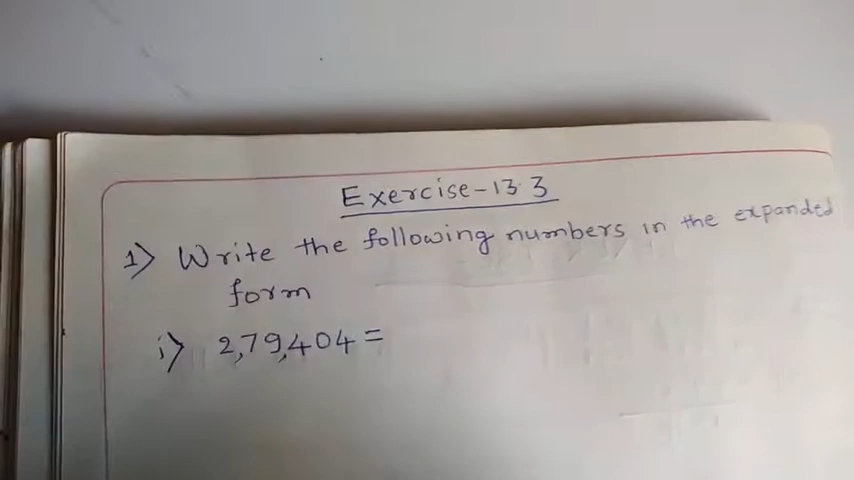 Exercise-13.3
1) Write the following numbers in the expanded
form
i) 2,79,404 =